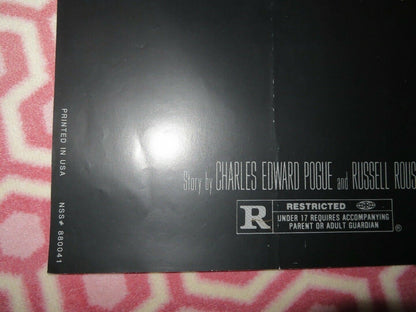 PRINTED IN USA NSS# 880041
Story by CHARLES EDWARD POGUE and RUSSELL ROUS
R RESTRICTED
UNDER 17 REQUIRES ACCOMPANYING
PARENT OR ADULT GUARDIAN
®